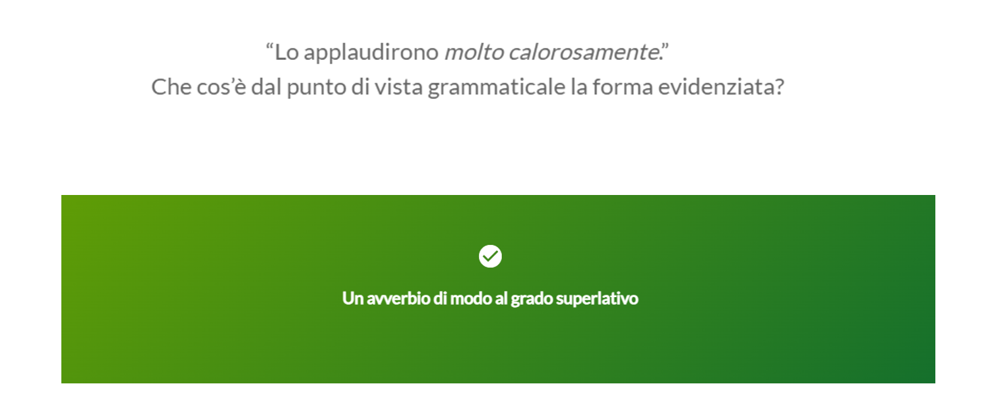 “Lo applaudirono molto calorosamente.”
Che cos’è dal punto di vista grammaticale la forma evidenziata?
Un avverbio di modo al grado superlativo